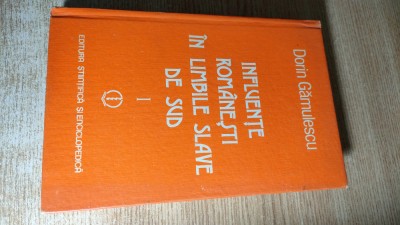 Dorin Gămulescu
INFLUENȚE
ROMÂNEȘTI
ÎN LIMBILE SLAVE
DE SUD
I
EDITURA ȘTIINȚIFICĂ ȘI ENCICLOPEDICĂ